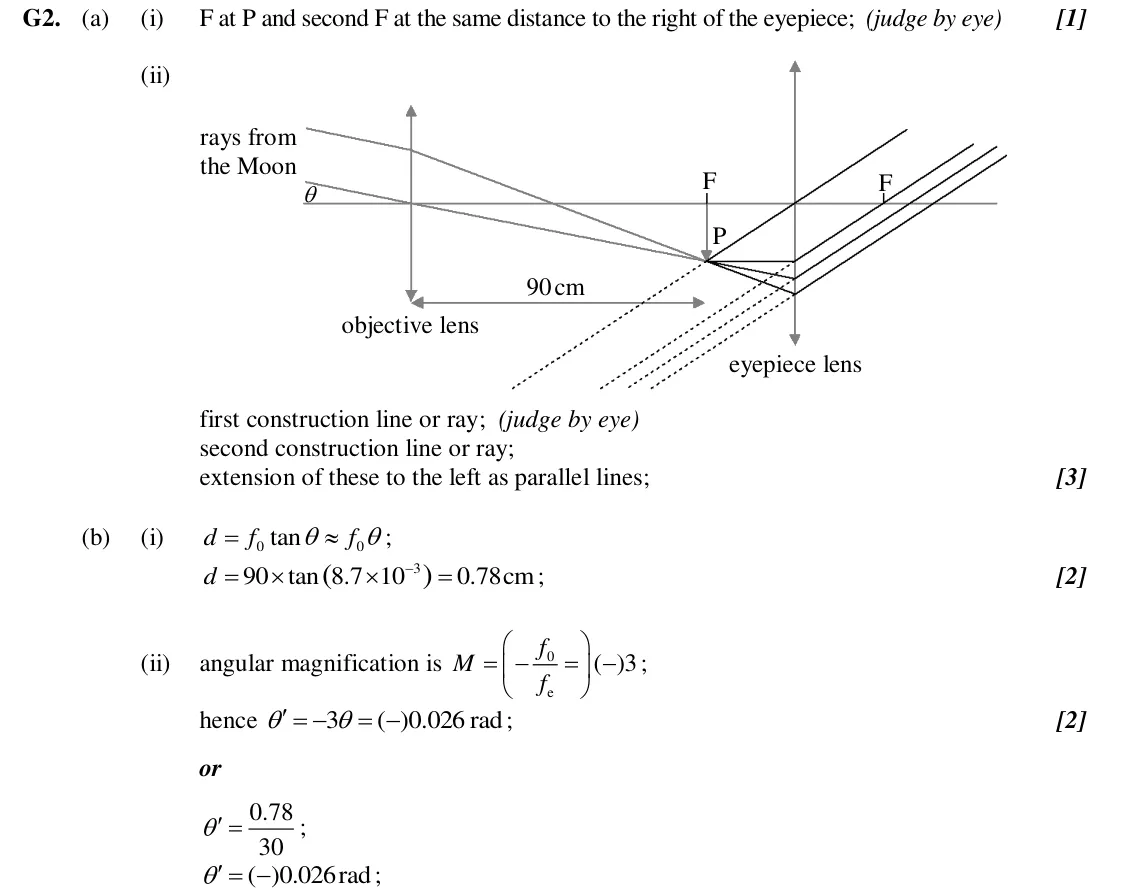 G2. (a) (i) F at P and second F at the same distance to the right of the eyepiece; (judge by eye) [1]
(ii)
rays from
the Moon
θ
F
F
P
90 cm
objective lens
eyepiece lens
first construction line or ray; (judge by eye)
second construction line or ray;
extension of these to the left as parallel lines; [3]
(b) (i) d = f₀ tan θ ≈ f₀θ;
d = 90 × tan(8.7×10⁻³) = 0.78 cm; [2]
(ii) angular magnification is M = (− f₀/fₑ =) (−)3;
hence θ′ = −3θ = (−)0.026 rad; [2]
or
θ′ = 0.78/30;
θ′ = (−)0.026 rad;